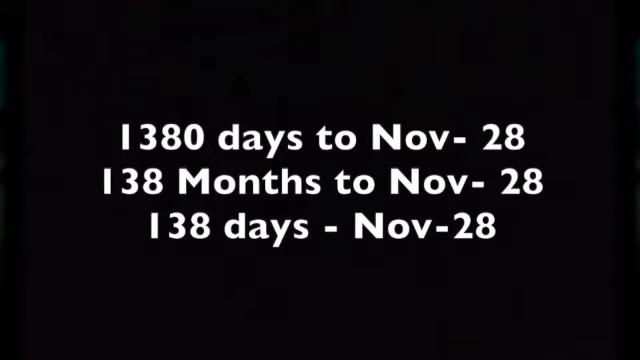 1380 days to Nov- 28
138 Months to Nov- 28
138 days - Nov-28